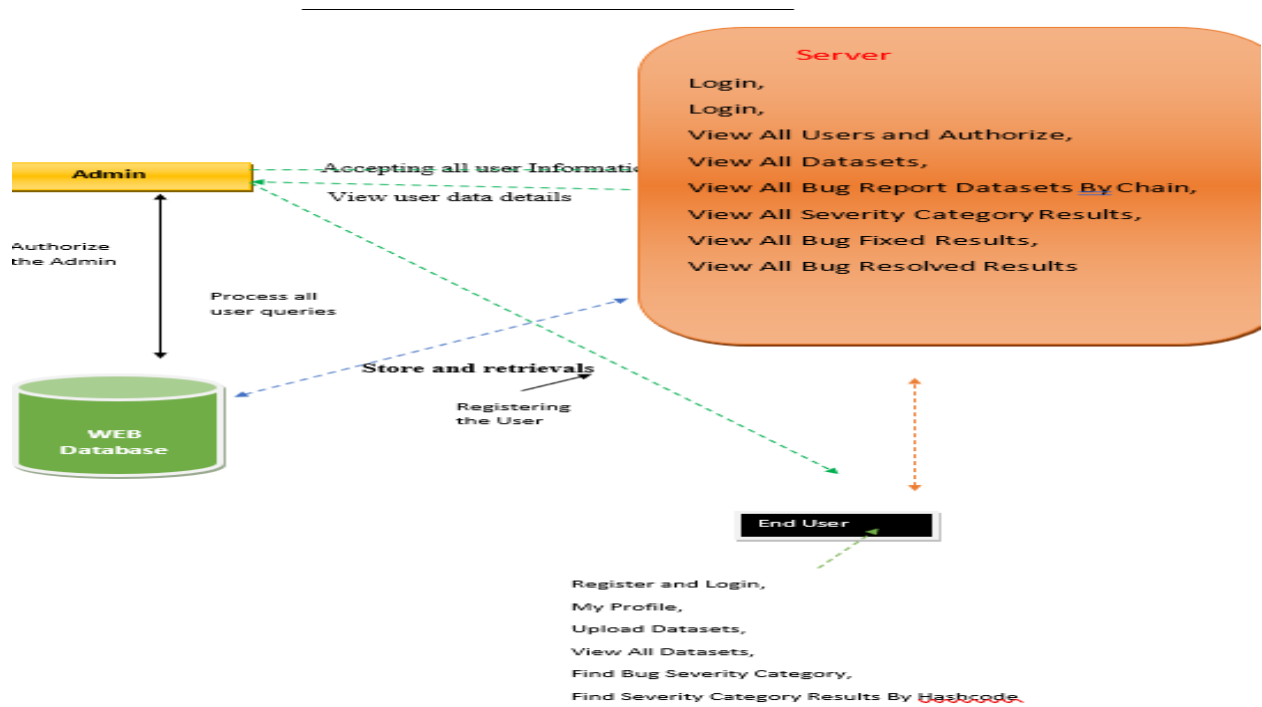 Server
Login,
Login,
View All Users and Authorize,
View All Datasets,
View All Bug Report Datasets By Chain,
View All Severity Category Results,
View All Bug Fixed Results,
View All Bug Resolved Results
Admin
Accepting all user Informatio
View user data details
Authorize
the Admin
Process all
user queries
Store and retrievals
Registering
the User
WEB
Database
End User
Register and Login,
My Profile,
Upload Datasets,
View All Datasets,
Find Bug Severity Category,
Find Severity Category Results By Hashcode